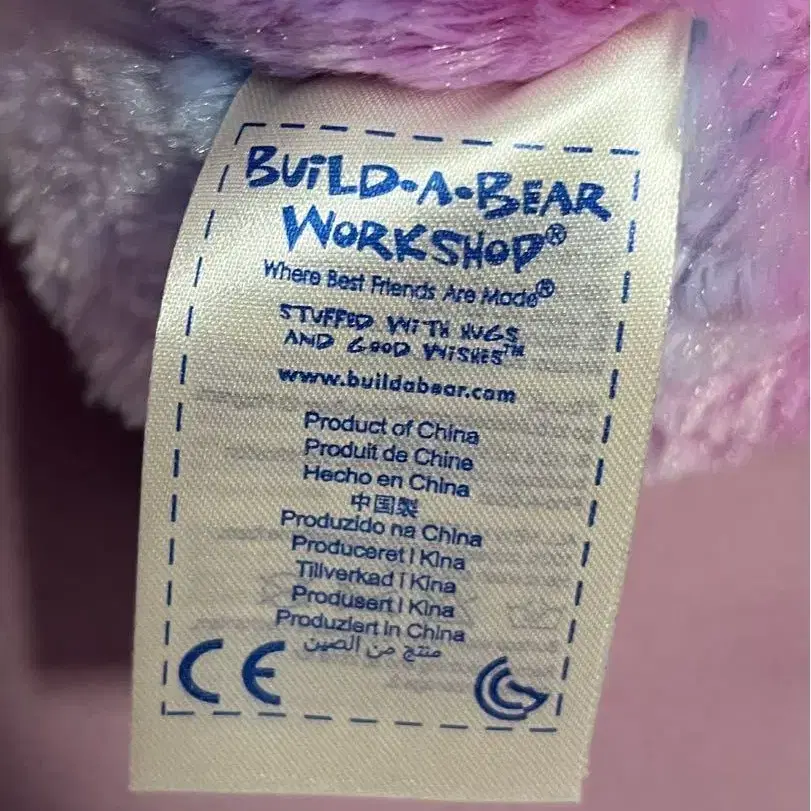 BUiLD-A-BEAR
WORKSHOP®
Where Best Friends Are Made®
STUFFED WiTH HUGS
AND GOOD WiSHES™
www.buildabear.com
Product of China
Produit de Chine
Hecho en China
中国製
Produzido na China
Produceret i Kina
Tillverkad i Kina
Produsert i Kina
Produziert in China
منتج من الصين
CE